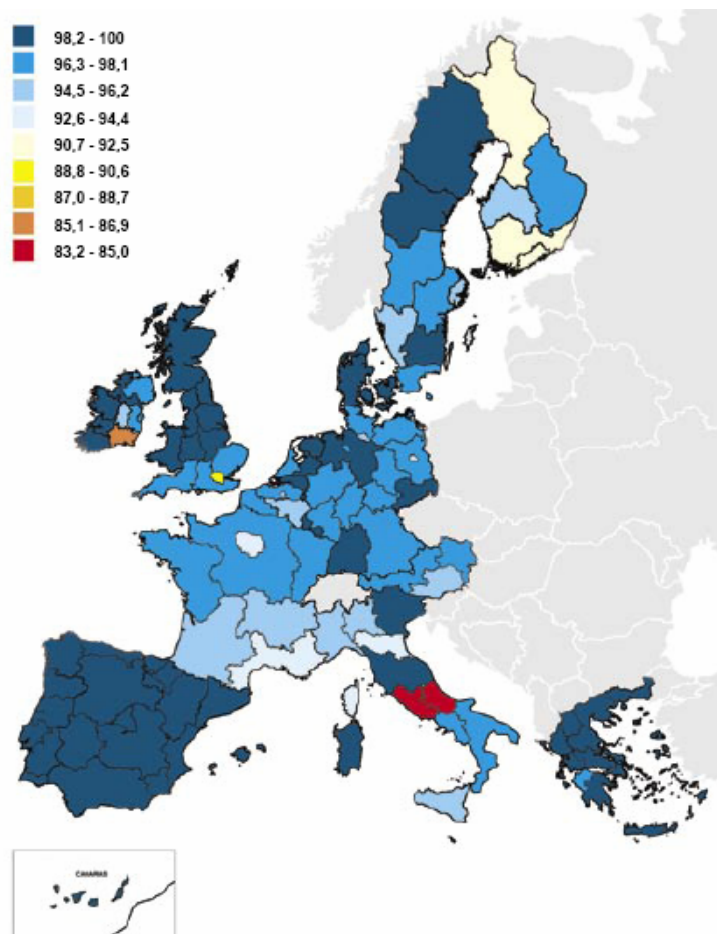 98,2 - 100
96,3 - 98,1
94,5 - 96,2
92,6 - 94,4
90,7 - 92,5
88,8 - 90,6
87,0 - 88,7
85,1 - 86,9
83,2 - 85,0
CANARIAS